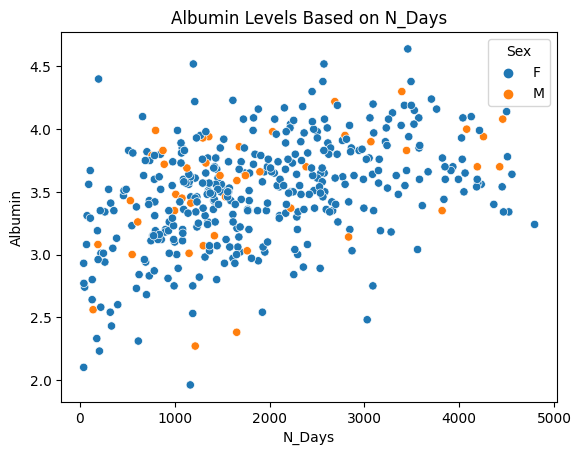 Albumin Levels Based on N_Days
Sex
F
M
4.5
4.0
3.5
3.0
2.5
2.0
Albumin
0 1000 2000 3000 4000 5000
N_Days